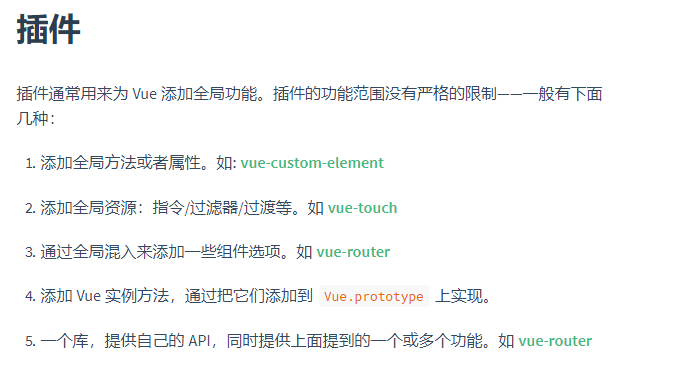 插件
插件通常用来为 Vue 添加全局功能。插件的功能范围没有严格的限制——一般有下面
几种：
1. 添加全局方法或者属性。如: vue-custom-element
2. 添加全局资源：指令/过滤器/过渡等。如 vue-touch
3. 通过全局混入来添加一些组件选项。如 vue-router
4. 添加 Vue 实例方法，通过把它们添加到 Vue.prototype 上实现。
5. 一个库，提供自己的 API，同时提供上面提到的一个或多个功能。如 vue-router